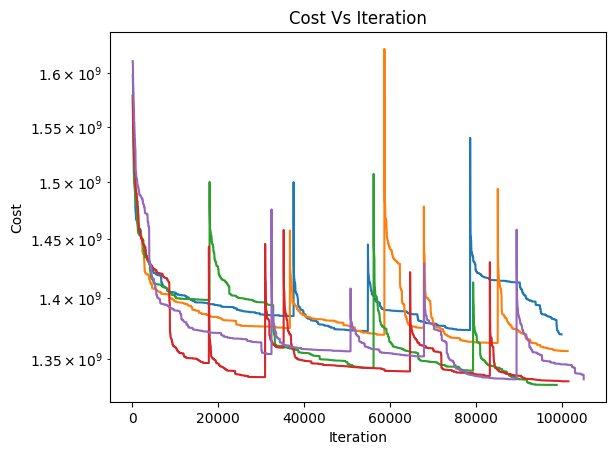 Cost Vs Iteration
Cost
1.6 × 10⁹
1.55 × 10⁹
1.5 × 10⁹
1.45 × 10⁹
1.4 × 10⁹
1.35 × 10⁹
0 20000 40000 60000 80000 100000
Iteration